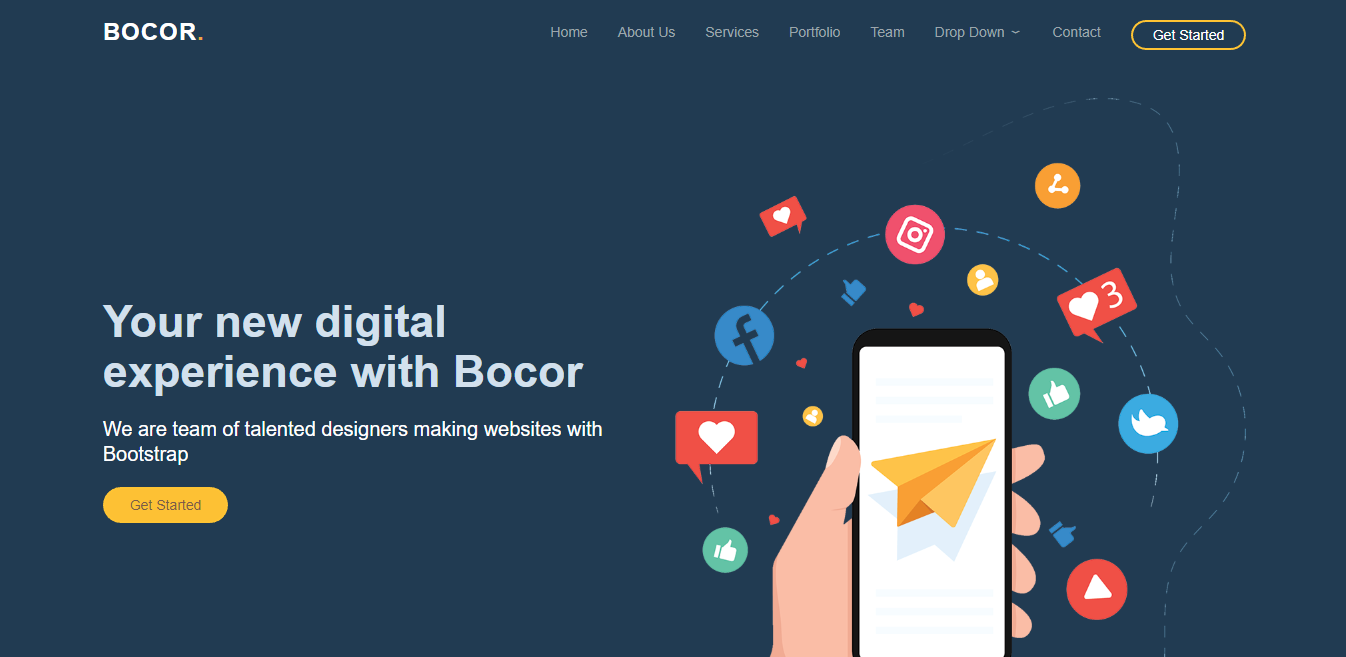 BOCOR.
Home
About Us
Services
Portfolio
Team
Drop Down
Contact
Get Started
Your new digital
experience with Bocor
We are team of talented designers making websites with
Bootstrap
Get Started
3